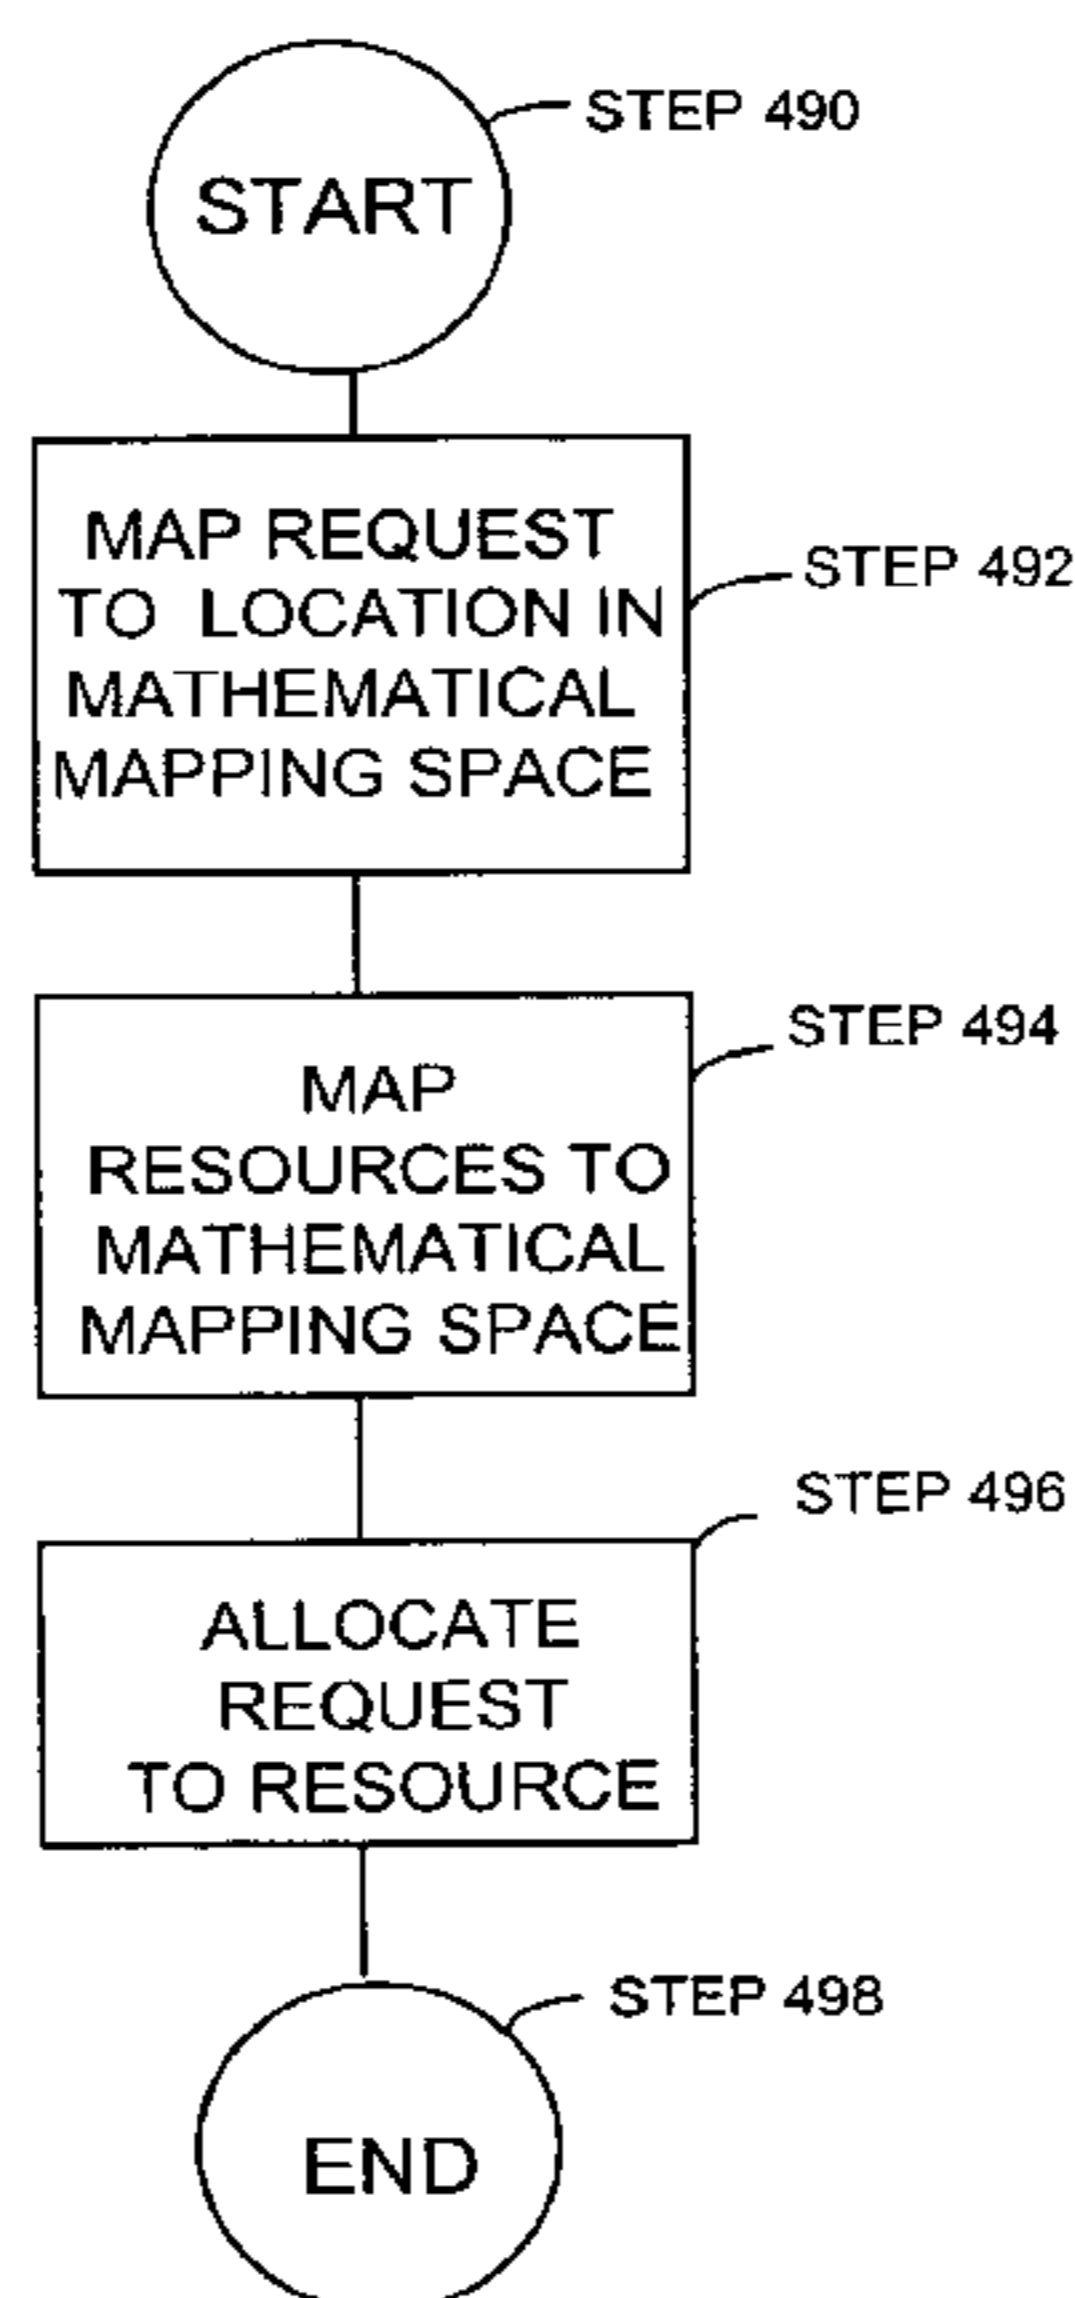 STEP 490
START
MAP REQUEST
TO LOCATION IN
MATHEMATICAL
MAPPING SPACE
STEP 492
STEP 494
MAP
RESOURCES TO
MATHEMATICAL
MAPPING SPACE
STEP 496
ALLOCATE
REQUEST
TO RESOURCE
STEP 498
END